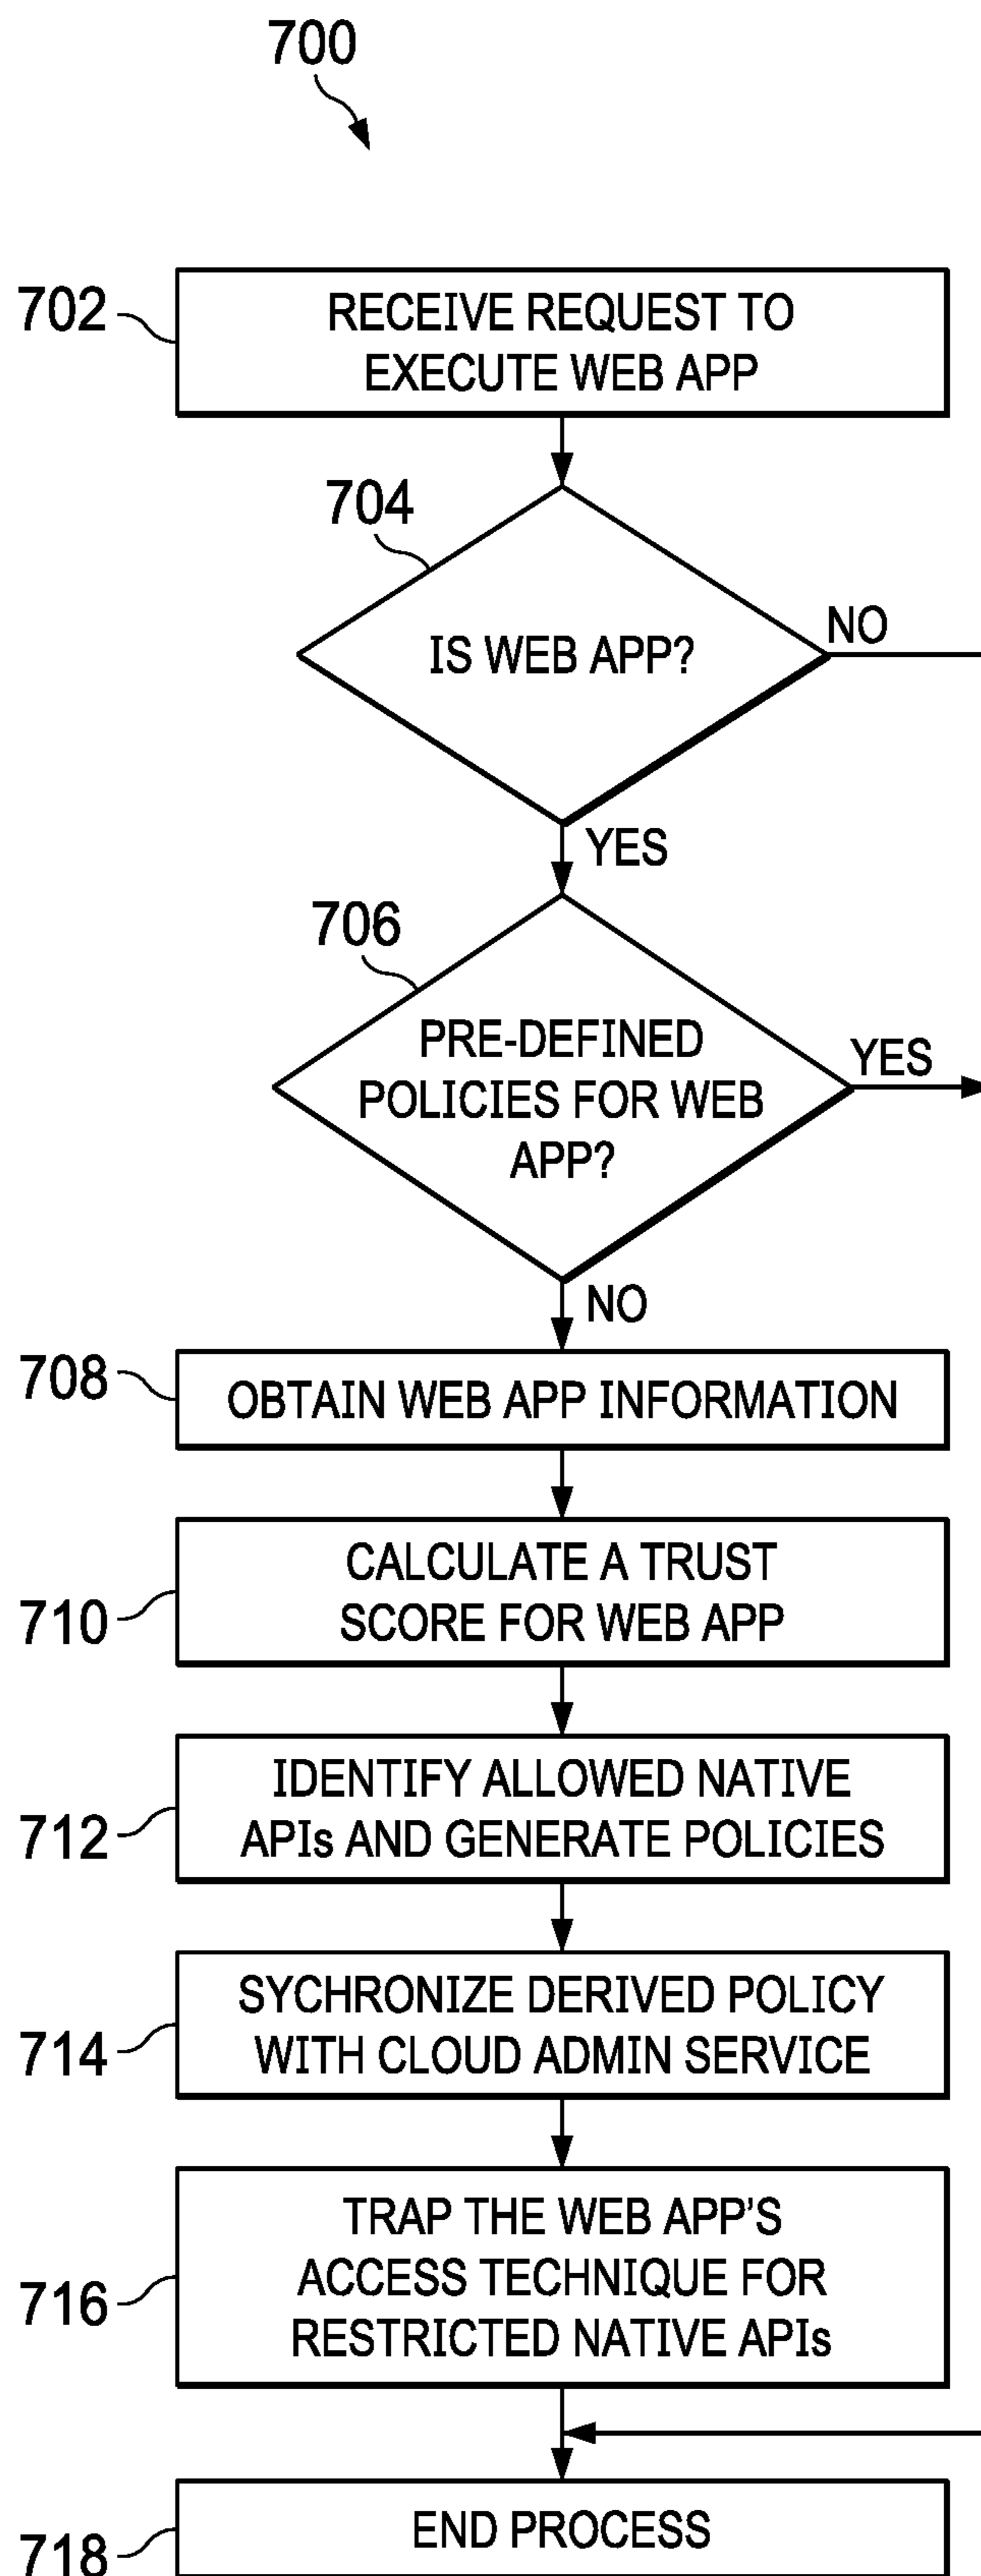 700
702
RECEIVE REQUEST TO
EXECUTE WEB APP
704
IS WEB APP?
NO
YES
706
PRE-DEFINED
POLICIES FOR WEB
APP?
YES
NO
708
OBTAIN WEB APP INFORMATION
710
CALCULATE A TRUST
SCORE FOR WEB APP
712
IDENTIFY ALLOWED NATIVE
APIs AND GENERATE POLICIES
714
SYCHRONIZE DERIVED POLICY
WITH CLOUD ADMIN SERVICE
716
TRAP THE WEB APP'S
ACCESS TECHNIQUE FOR
RESTRICTED NATIVE APIs
718
END PROCESS